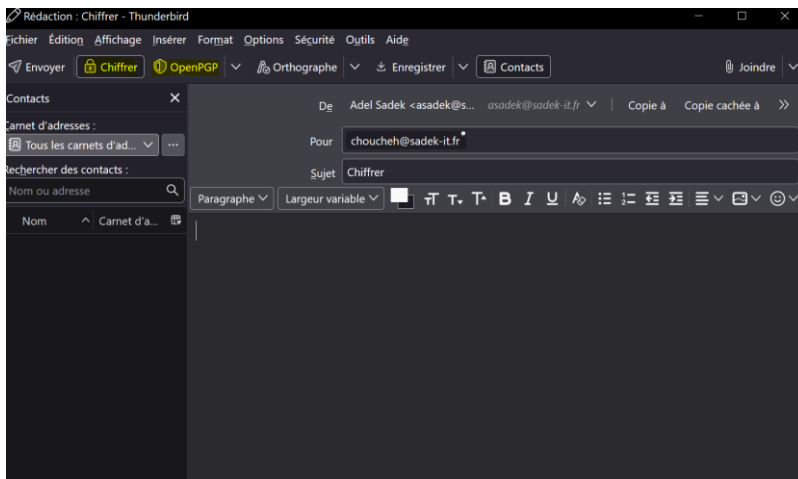 Rédaction : Chiffrer - Thunderbird
Fichier Édition Affichage Insérer Format Options Sécurité Outils Aide
Envoyer Chiffrer OpenPGP Orthographe Enregistrer Contacts Joindre
Contacts
De Adel Sadek <asadek@s... asadek@sadek-it.fr Copie à Copie cachée à
Carnet d'adresses :
Tous les carnets d'ad...
Pour choucheh@sadek-it.fr
Rechercher des contacts :
Sujet Chiffrer
Nom ou adresse
Paragraphe Largeur variable
Nom Carnet d'a...